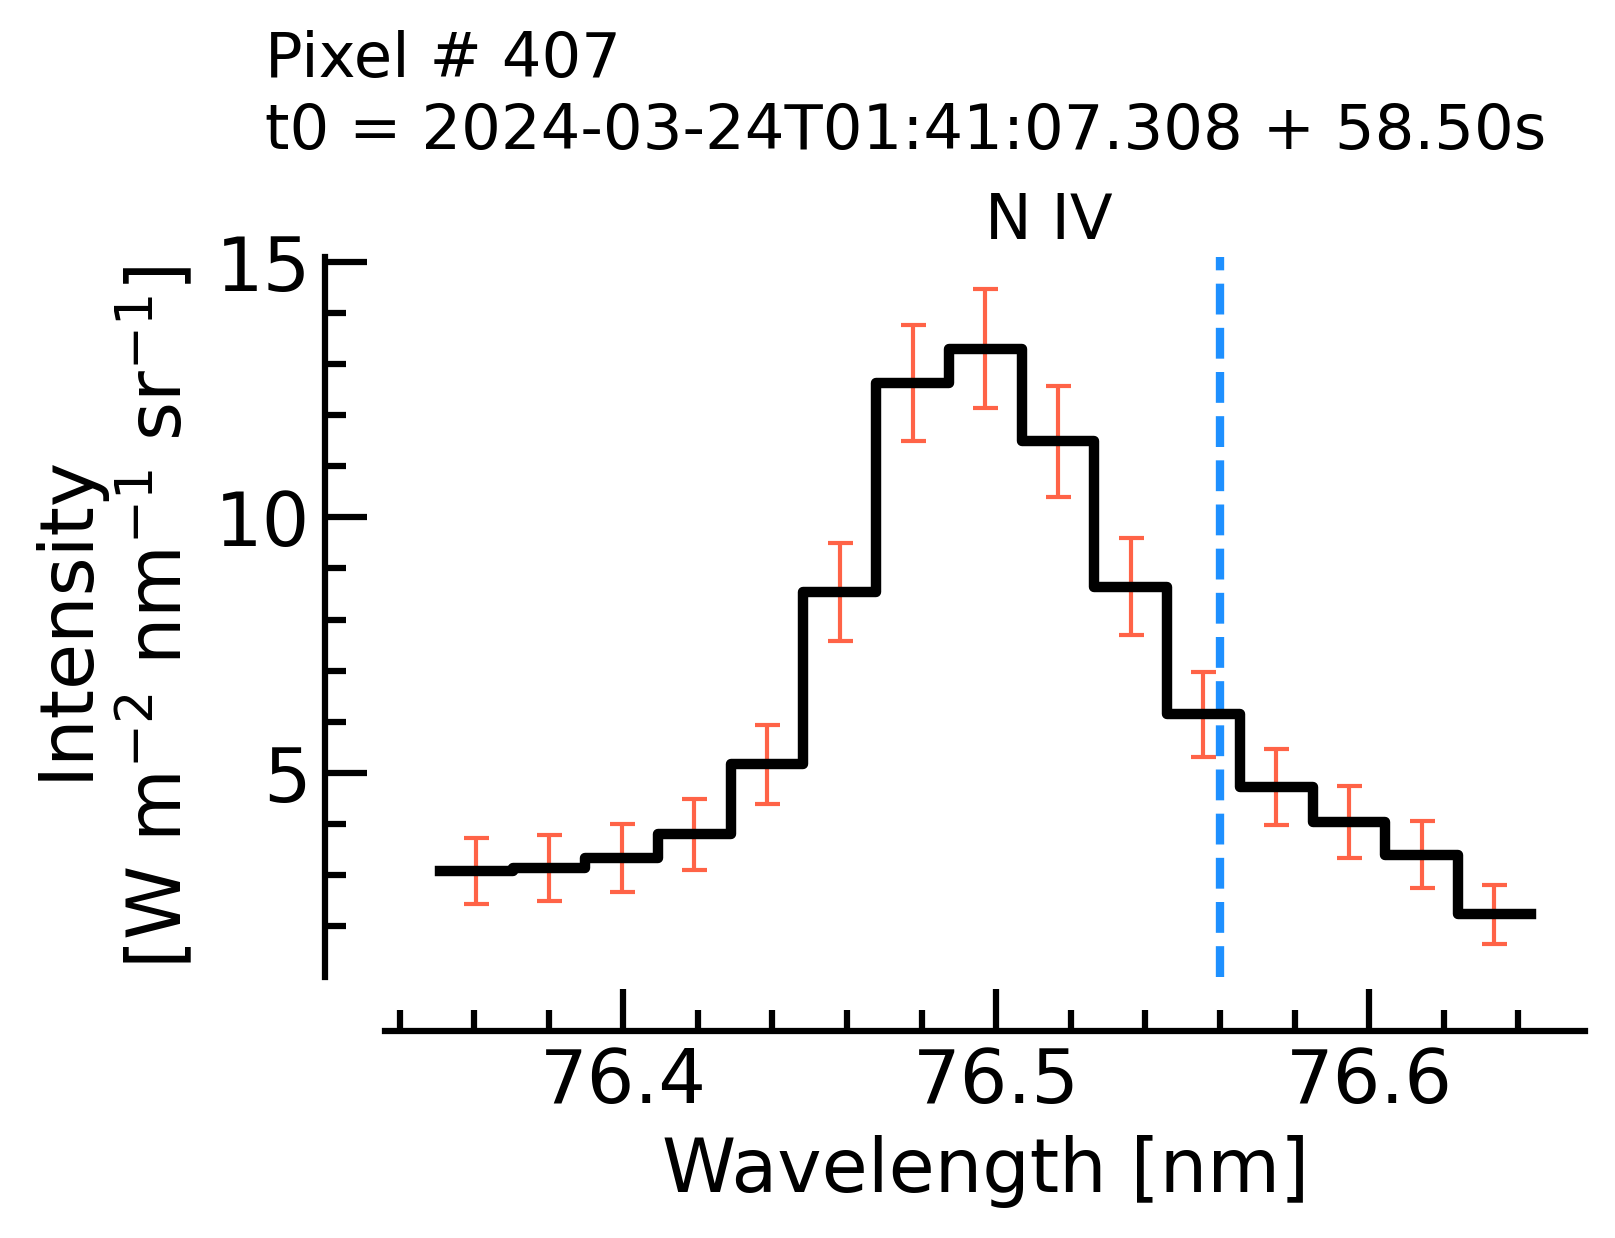 Pixel # 407
t0 = 2024-03-24T01:41:07.308 + 58.50s
N IV
15
10
5
Intensity
[W m⁻² nm⁻¹ sr⁻¹]
76.4 76.5 76.6
Wavelength [nm]